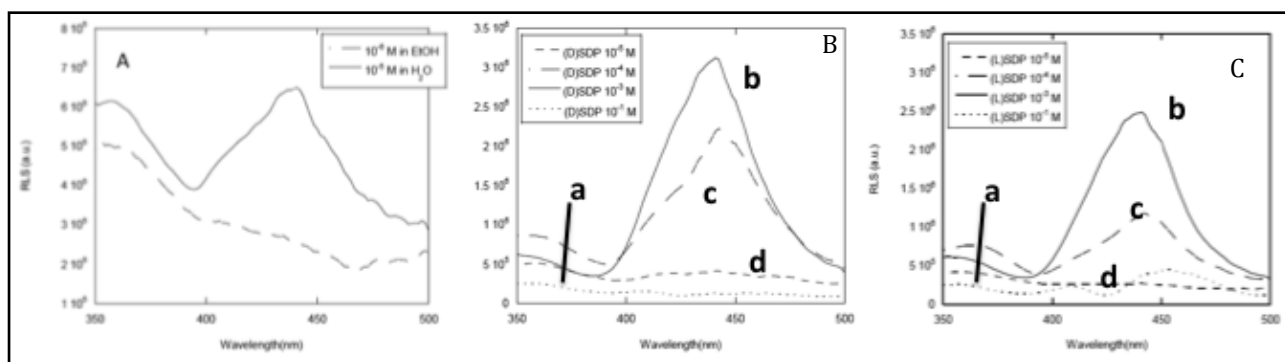 A
10⁻⁶ M in EtOH
10⁻⁶ M in H₂O
8 10⁵
7 10⁵
6 10⁵
5 10⁵
4 10⁵
3 10⁵
2 10⁵
1 10⁵
350 400 450 500
RLS (a.u.)
Wavelength(nm)
B
(D)SDP 10⁻⁵ M
(D)SDP 10⁻⁴ M
(D)SDP 10⁻³ M
(D)SDP 10⁻¹ M
3.5 10⁶
3 10⁶
2.5 10⁶
2 10⁶
1.5 10⁶
1 10⁶
5 10⁵
0
a
b
c
d
350 400 450 500
Wavelength(nm)
C
(L)SDP 10⁻⁵ M
(L)SDP 10⁻⁴ M
(L)SDP 10⁻³ M
(L)SDP 10⁻¹ M
3.5 10⁶
3 10⁶
2.5 10⁶
2 10⁶
1.5 10⁶
1 10⁶
5 10⁵
0
a
b
c
d
RLS (a.u.)
350 400 450 500
Wavelength(nm)